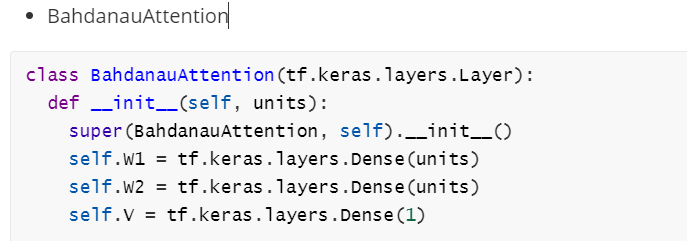 • BahdanauAttention
class BahdanauAttention(tf.keras.layers.Layer):
  def __init__(self, units):
    super(BahdanauAttention, self).__init__()
    self.W1 = tf.keras.layers.Dense(units)
    self.W2 = tf.keras.layers.Dense(units)
    self.V = tf.keras.layers.Dense(1)